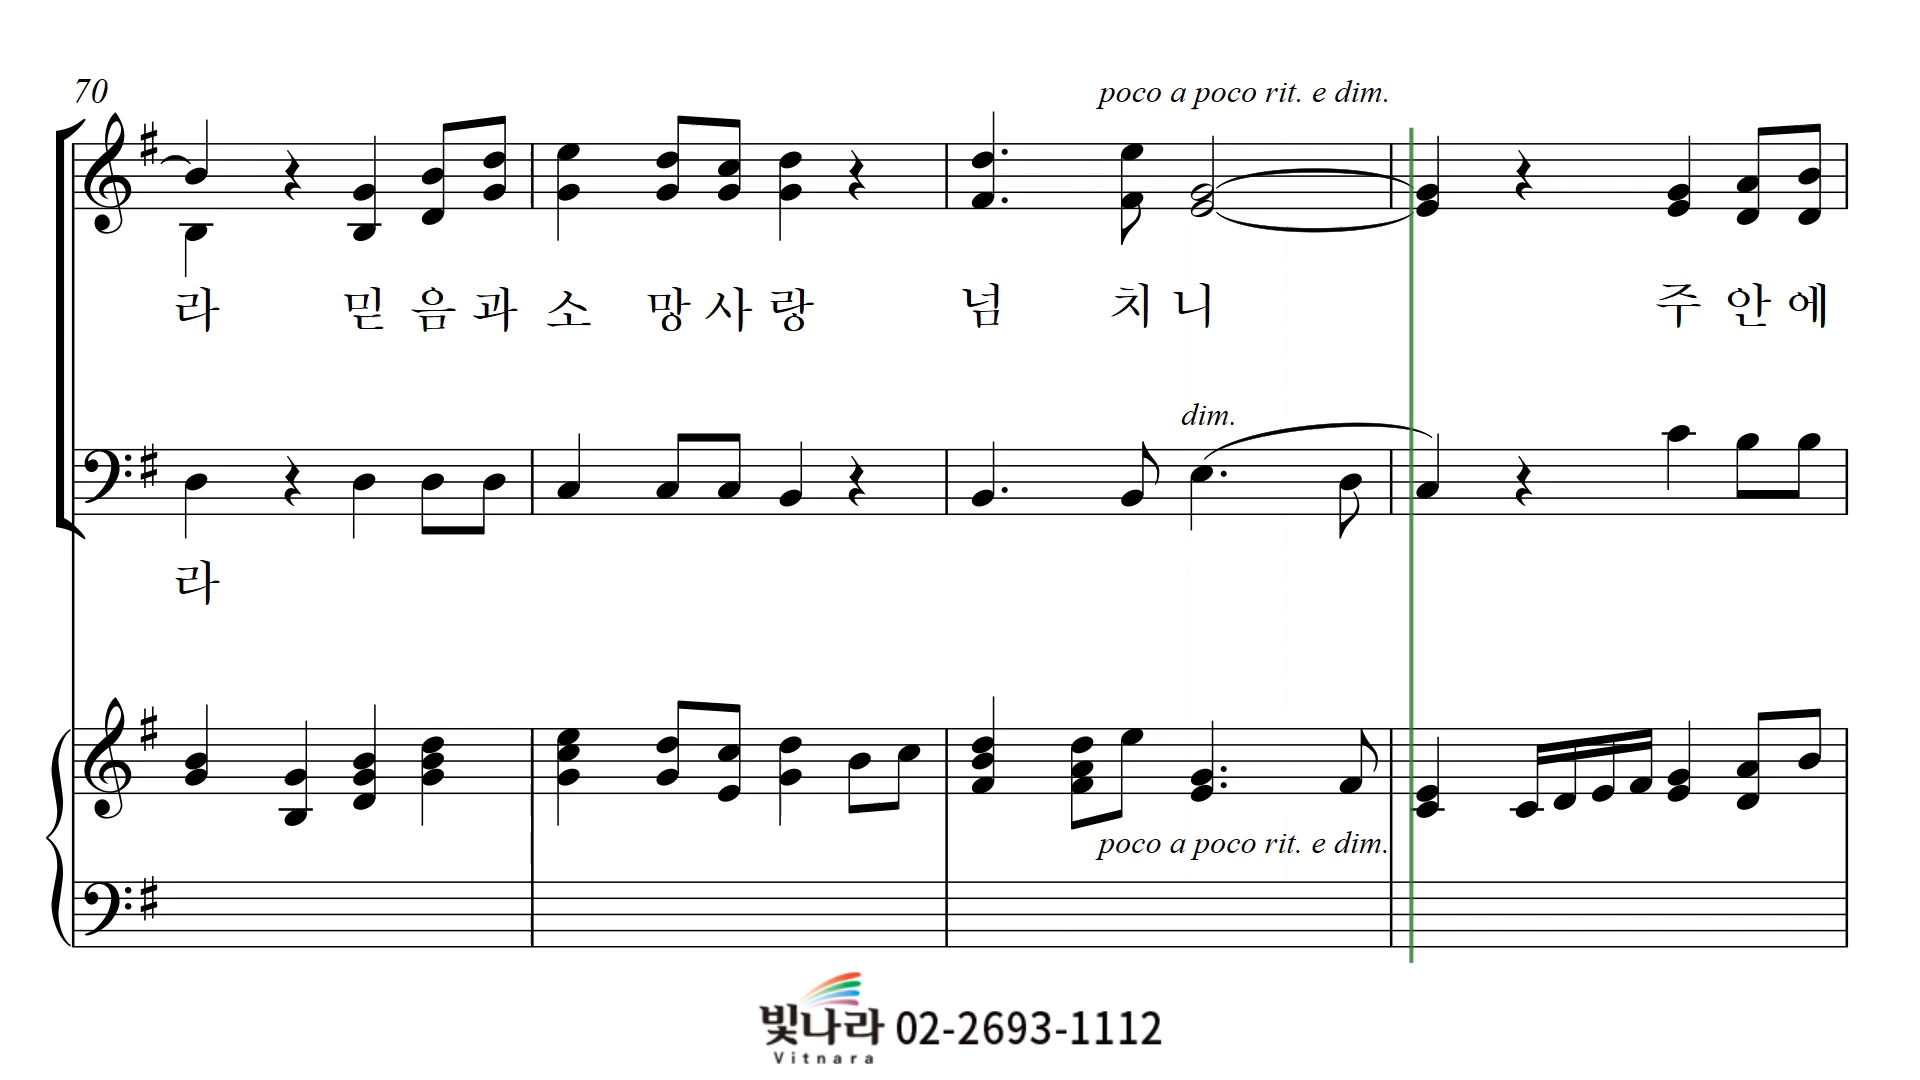 70
poco a poco rit. e dim.
라 믿 음 과 소 망 사 랑 넘 치 니 주 안 에
dim.
라
poco a poco rit. e dim.
빛나라 02-2693-1112
Vitnara